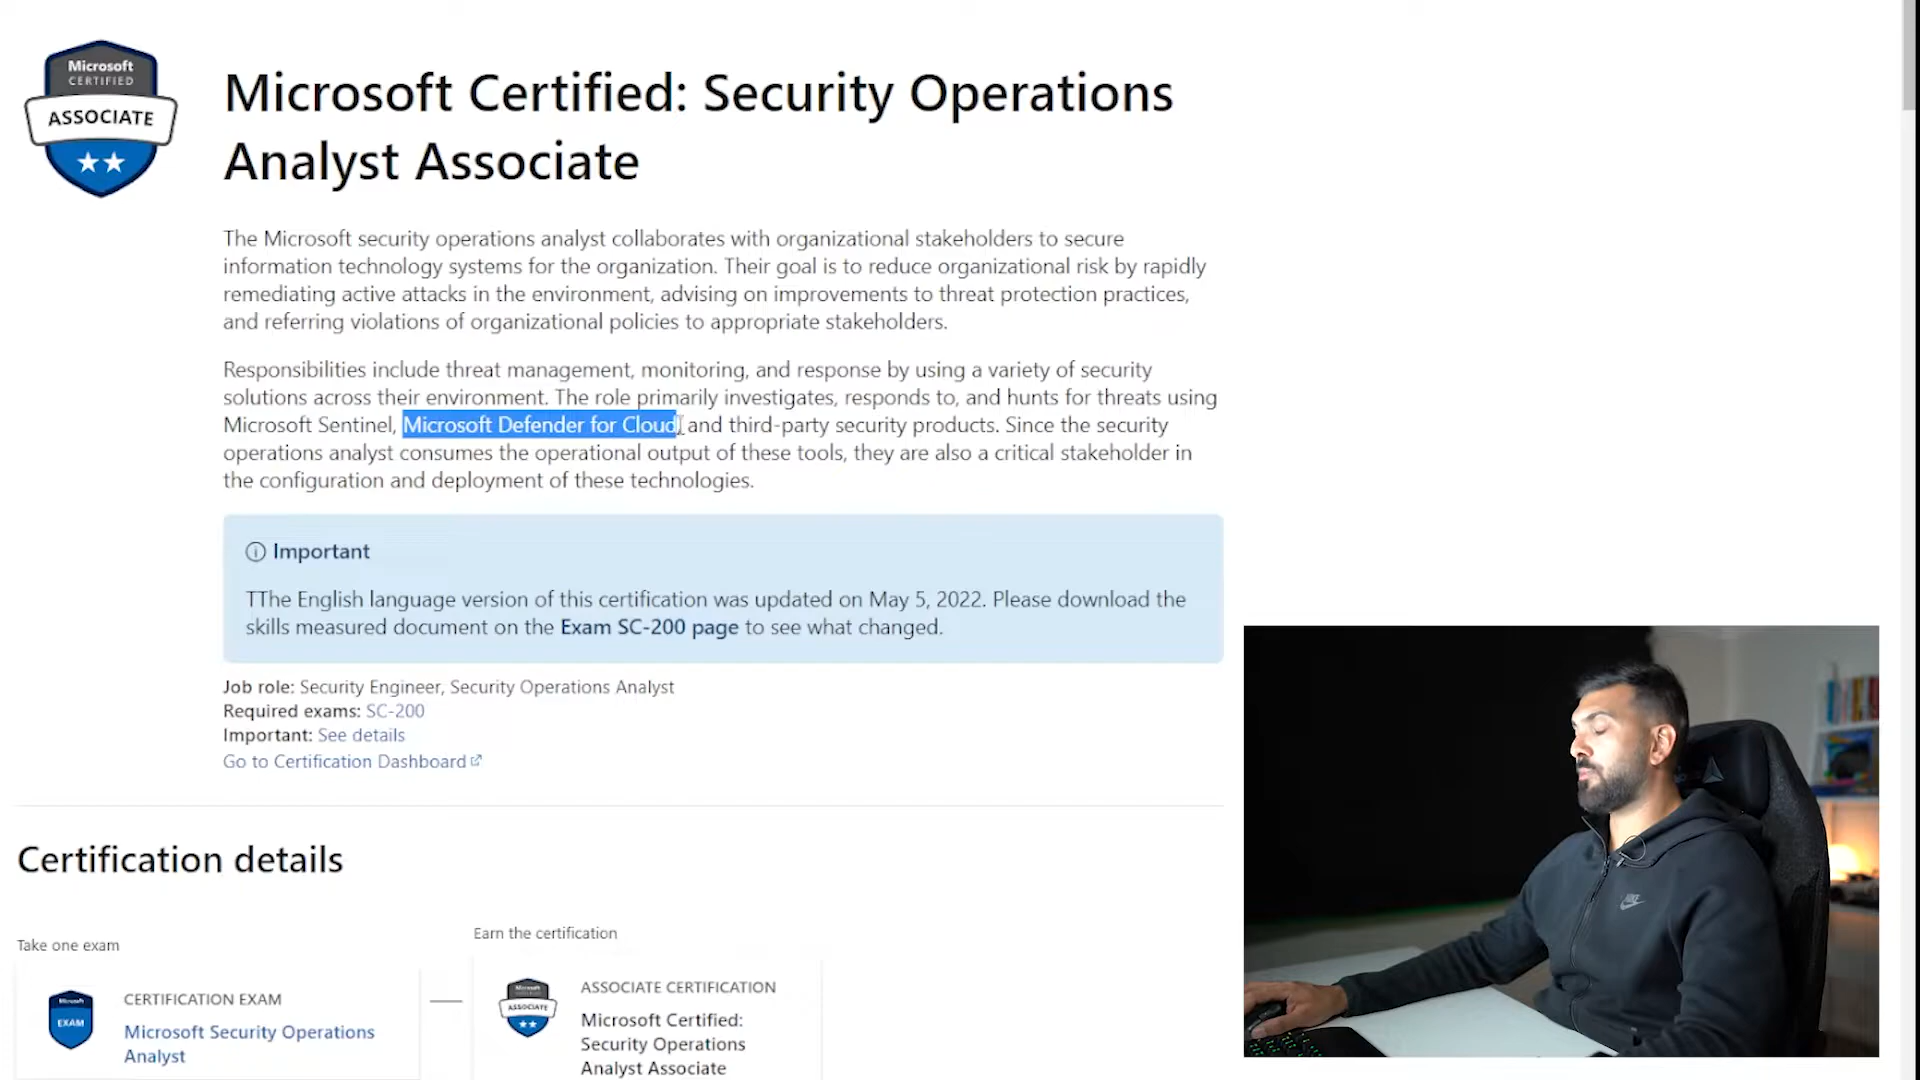 Microsoft
CERTIFIED
ASSOCIATE
Microsoft Certified: Security Operations
Analyst Associate
The Microsoft security operations analyst collaborates with organizational stakeholders to secure
information technology systems for the organization. Their goal is to reduce organizational risk by rapidly
remediating active attacks in the environment, advising on improvements to threat protection practices,
and referring violations of organizational policies to appropriate stakeholders.
Responsibilities include threat management, monitoring, and response by using a variety of security
solutions across their environment. The role primarily investigates, responds to, and hunts for threats using
Microsoft Sentinel, Microsoft Defender for Cloud, and third-party security products. Since the security
operations analyst consumes the operational output of these tools, they are also a critical stakeholder in
the configuration and deployment of these technologies.
Important
TThe English language version of this certification was updated on May 5, 2022. Please download the
skills measured document on the Exam SC-200 page to see what changed.
Job role: Security Engineer, Security Operations Analyst
Required exams: SC-200
Important: See details
Go to Certification Dashboard
Certification details
Take one exam
Microsoft
EXAM
CERTIFICATION EXAM
Microsoft Security Operations
Analyst
Earn the certification
Microsoft
CERTIFIED
ASSOCIATE
ASSOCIATE CERTIFICATION
Microsoft Certified:
Security Operations
Analyst Associate